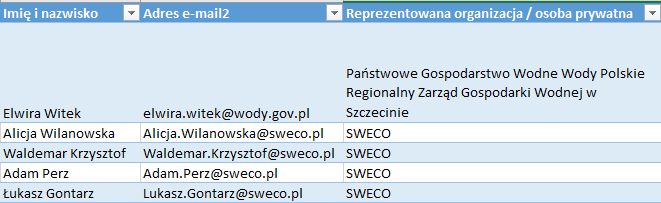 Imię i nazwisko Adres e-mail2 Reprezentowana organizacja / osoba prywatna
Państwowe Gospodarstwo Wodne Wody Polskie
Regionalny Zarząd Gospodarki Wodnej w
Elwira Witek elwira.witek@wody.gov.pl Szczecinie
Alicja Wilanowska Alicja.Wilanowska@sweco.pl SWECO
Waldemar Krzysztof Waldemar.Krzysztof@sweco.pl SWECO
Adam Perz Adam.Perz@sweco.pl SWECO
Łukasz Gontarz Lukasz.Gontarz@sweco.pl SWECO